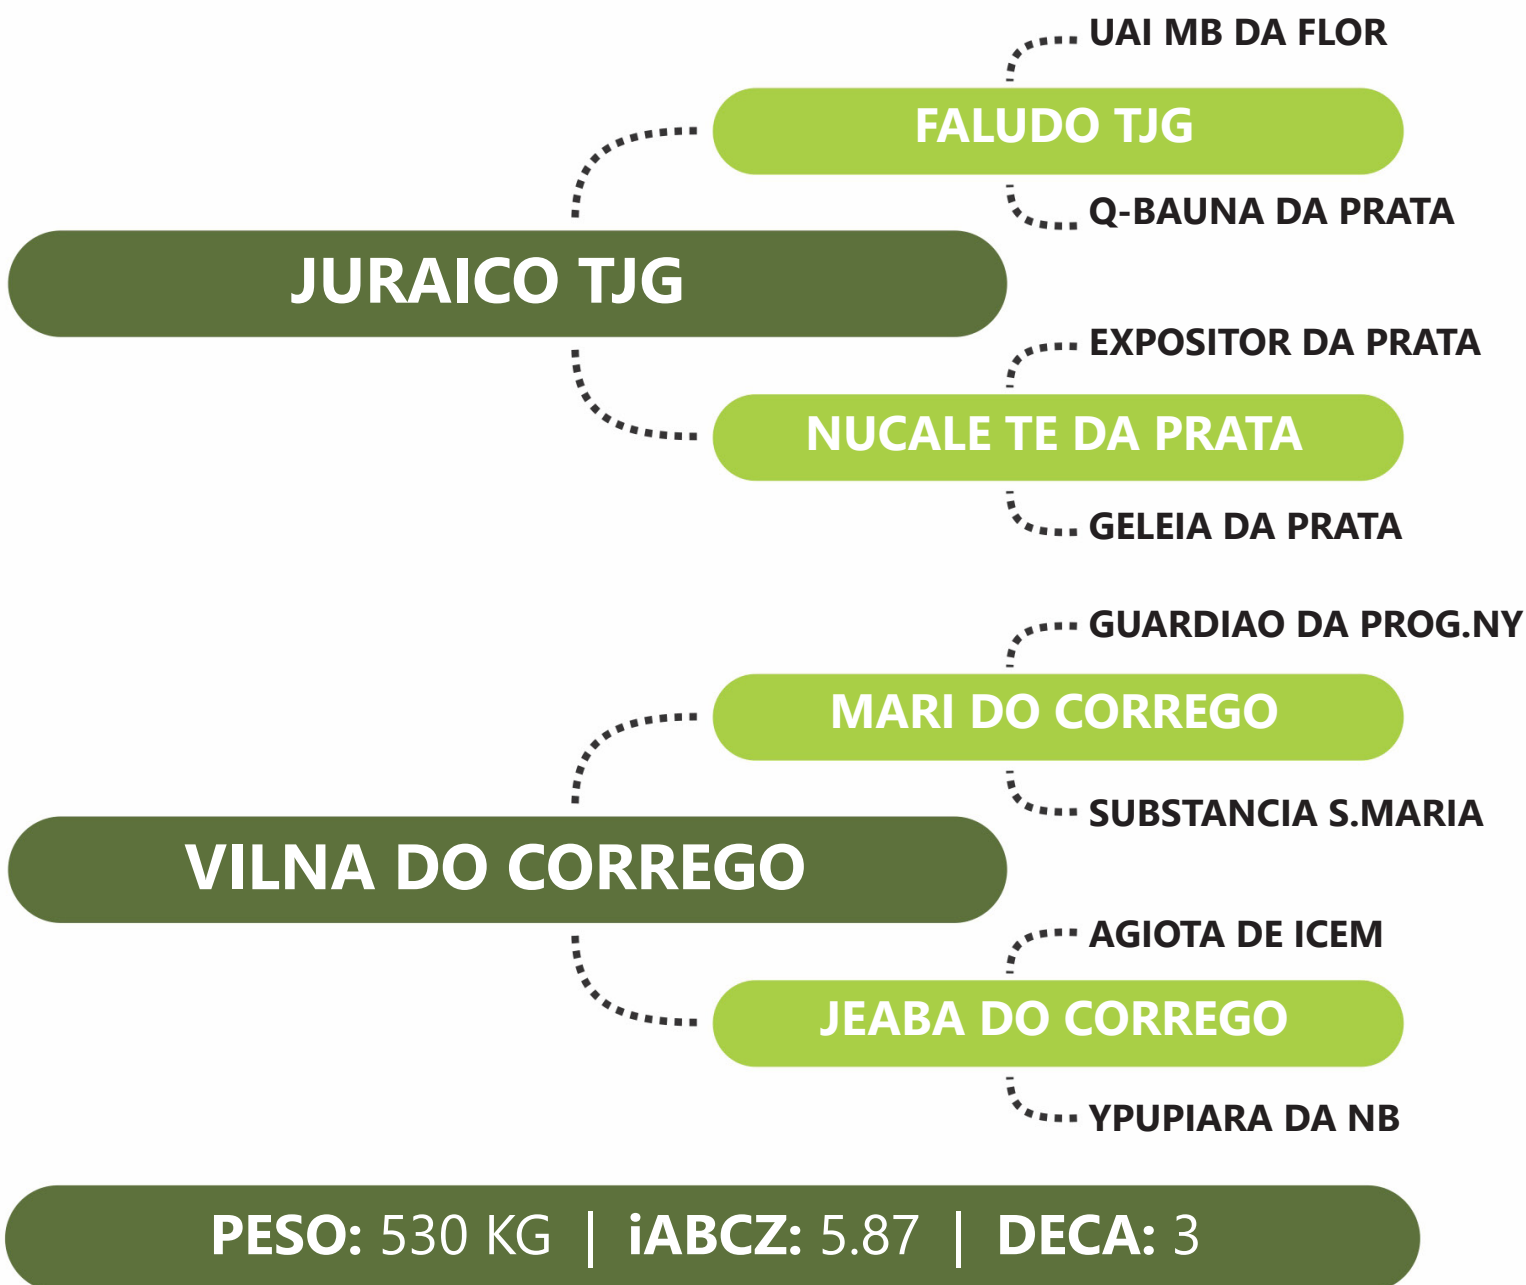 UAI MB DA FLOR
FALUDO TJG
Q-BAUNA DA PRATA
JURAICO TJG
EXPOSITOR DA PRATA
NUCALE TE DA PRATA
GELEIA DA PRATA
GUARDIAO DA PROG.NY
MARI DO CORREGO
SUBSTANCIA S.MARIA
VILNA DO CORREGO
AGIOTA DE ICEM
JEABA DO CORREGO
YPUPIARA DA NB
PESO: 530 KG | iABCZ: 5.87 | DECA: 3